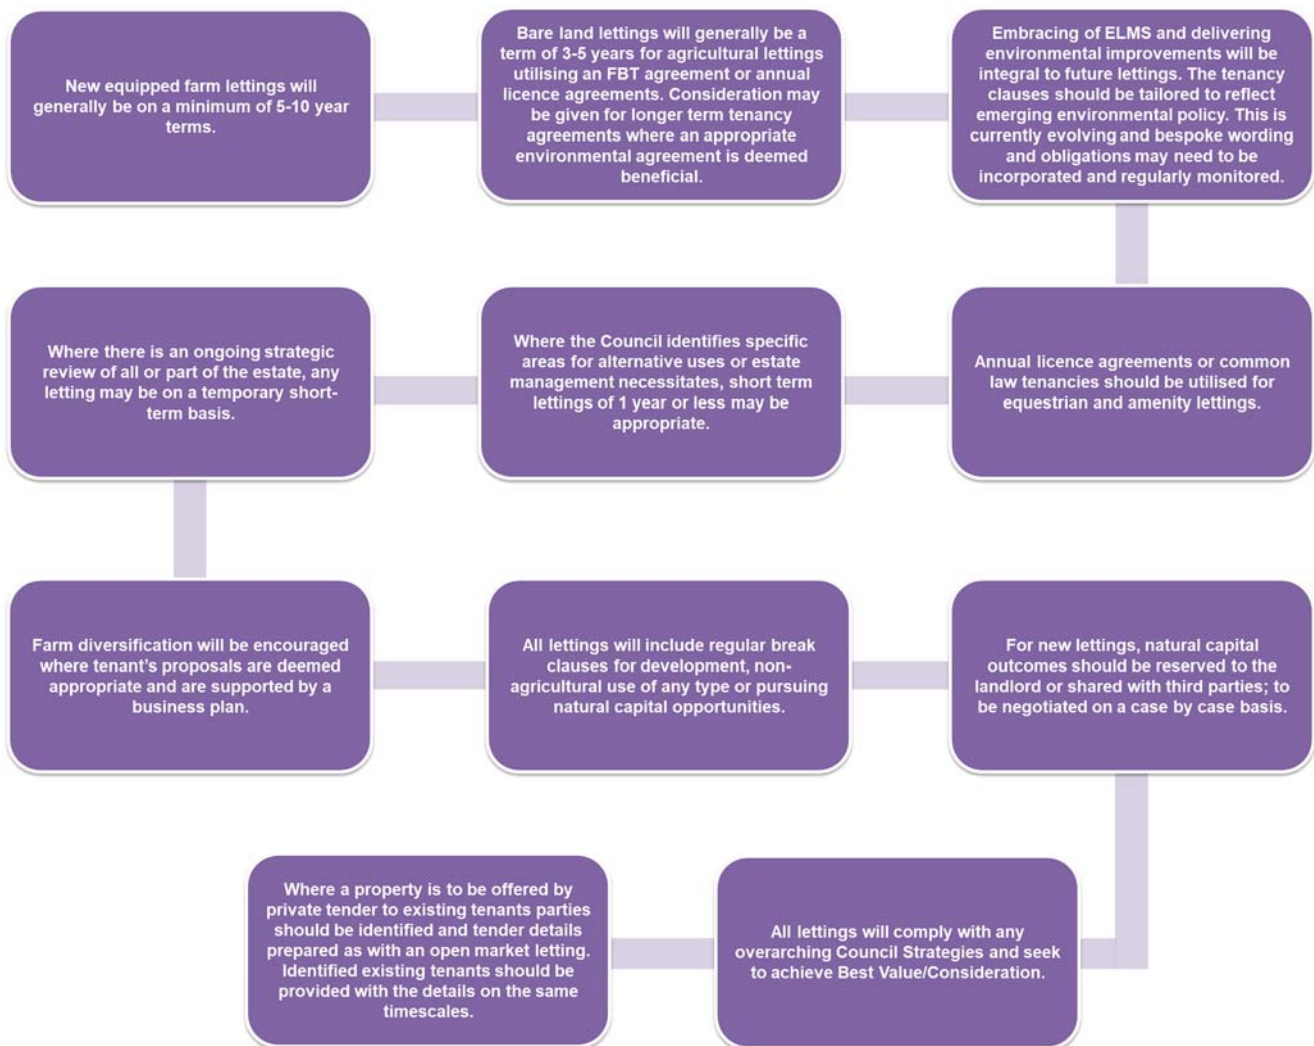 New equipped farm lettings will
generally be on a minimum of 5-10 year
terms.
Bare land lettings will generally be a
term of 3-5 years for agricultural lettings
utilising an FBT agreement or annual
licence agreements. Consideration may
be given for longer term tenancy
agreements where an appropriate
environmental agreement is deemed
beneficial.
Embracing of ELMS and delivering
environmental improvements will be
integral to future lettings. The tenancy
clauses should be tailored to reflect
emerging environmental policy. This is
currently evolving and bespoke wording
and obligations may need to be
incorporated and regularly monitored.
Annual licence agreements or common
law tenancies should be utilised for
equestrian and amenity lettings.
Where the Council identifies specific
areas for alternative uses or estate
management necessitates, short term
lettings of 1 year or less may be
appropriate.
Where there is an ongoing strategic
review of all or part of the estate, any
letting may be on a temporary short-
term basis.
Farm diversification will be encouraged
where tenant's proposals are deemed
appropriate and are supported by a
business plan.
All lettings will include regular break
clauses for development, non-
agricultural use of any type or pursuing
natural capital opportunities.
For new lettings, natural capital
outcomes should be reserved to the
landlord or shared with third parties; to
be negotiated on a case by case basis.
All lettings will comply with any
overarching Council Strategies and seek
to achieve Best Value/Consideration.
Where a property is to be offered by
private tender to existing tenants parties
should be identified and tender details
prepared as with an open market letting.
Identified existing tenants should be
provided with the details on the same
timescales.